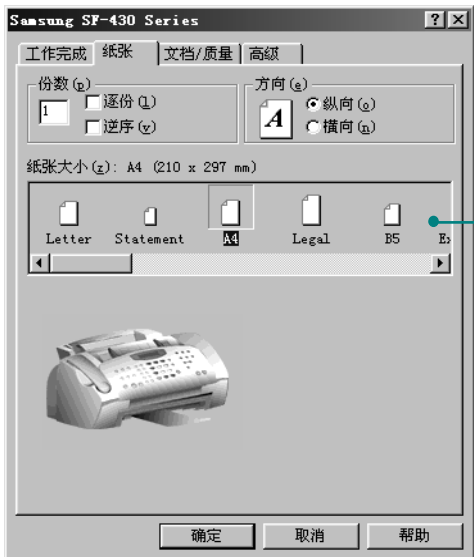 Samsung SF-430 Series
工作完成 纸张 文档/质量 高级
份数(p) 方向(e)
1 逐份(l) A 纵向(o)
逆序(v) 横向(n)
纸张大小(z): A4 (210 x 297 mm)
Letter Statement A4 Legal B5
确定 取消 帮助